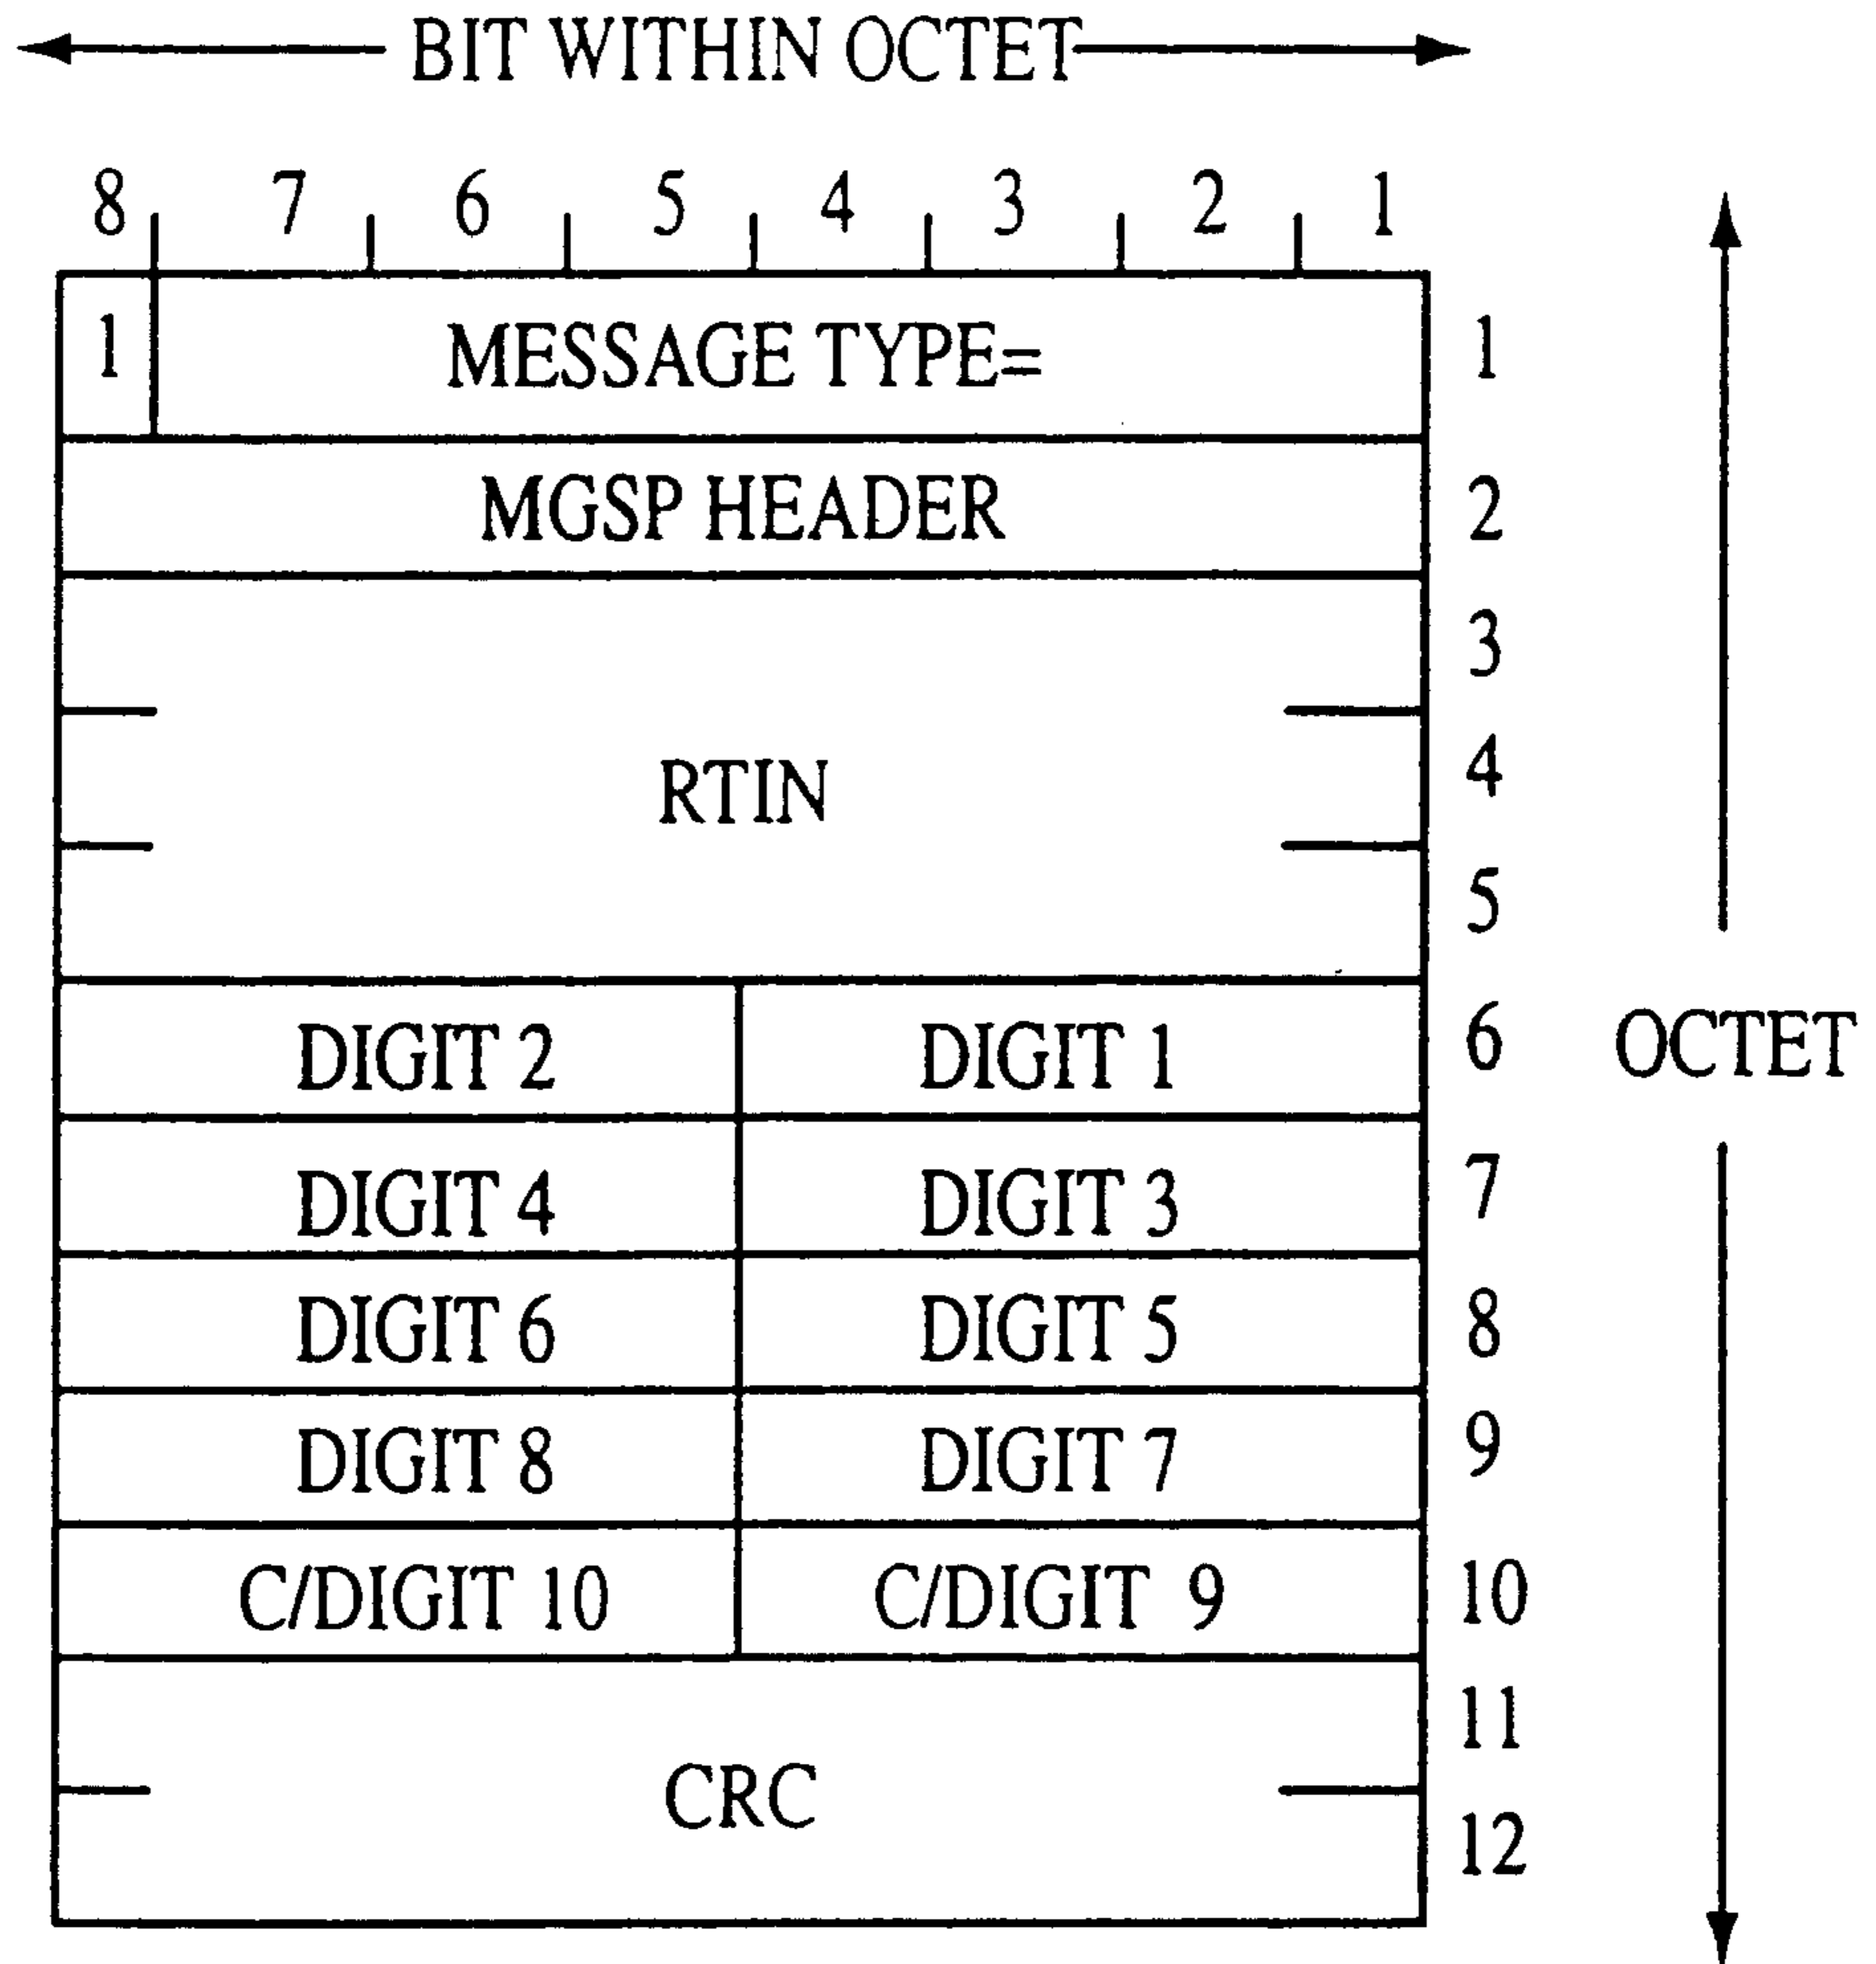 BIT WITHIN OCTET
8 7 6 5 4 3 2 1
1 MESSAGE TYPE= 1
MGSP HEADER 2
3
RTIN 4
5
DIGIT 2 DIGIT 1 6
OCTET
DIGIT 4 DIGIT 3 7
DIGIT 6 DIGIT 5 8
DIGIT 8 DIGIT 7 9
C/DIGIT 10 C/DIGIT 9 10
11
CRC
12